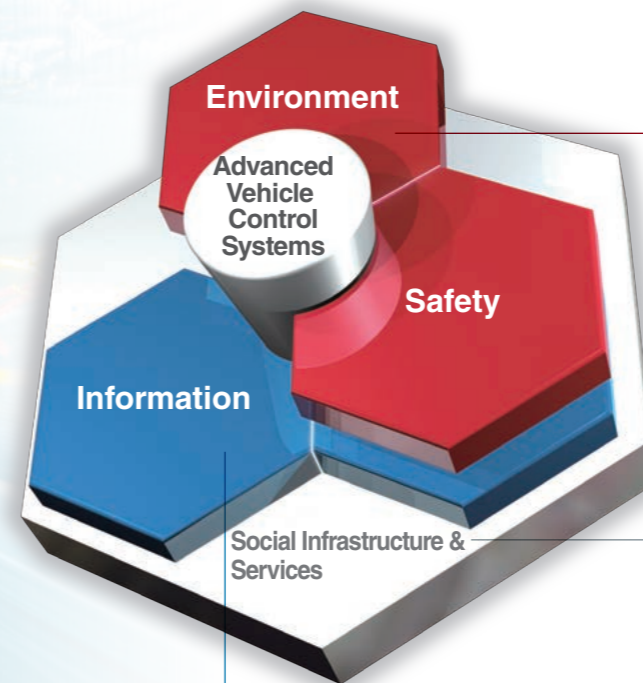 Environment
Advanced
Vehicle
Control
Systems
Safety
Information
Social Infrastructure &
Services